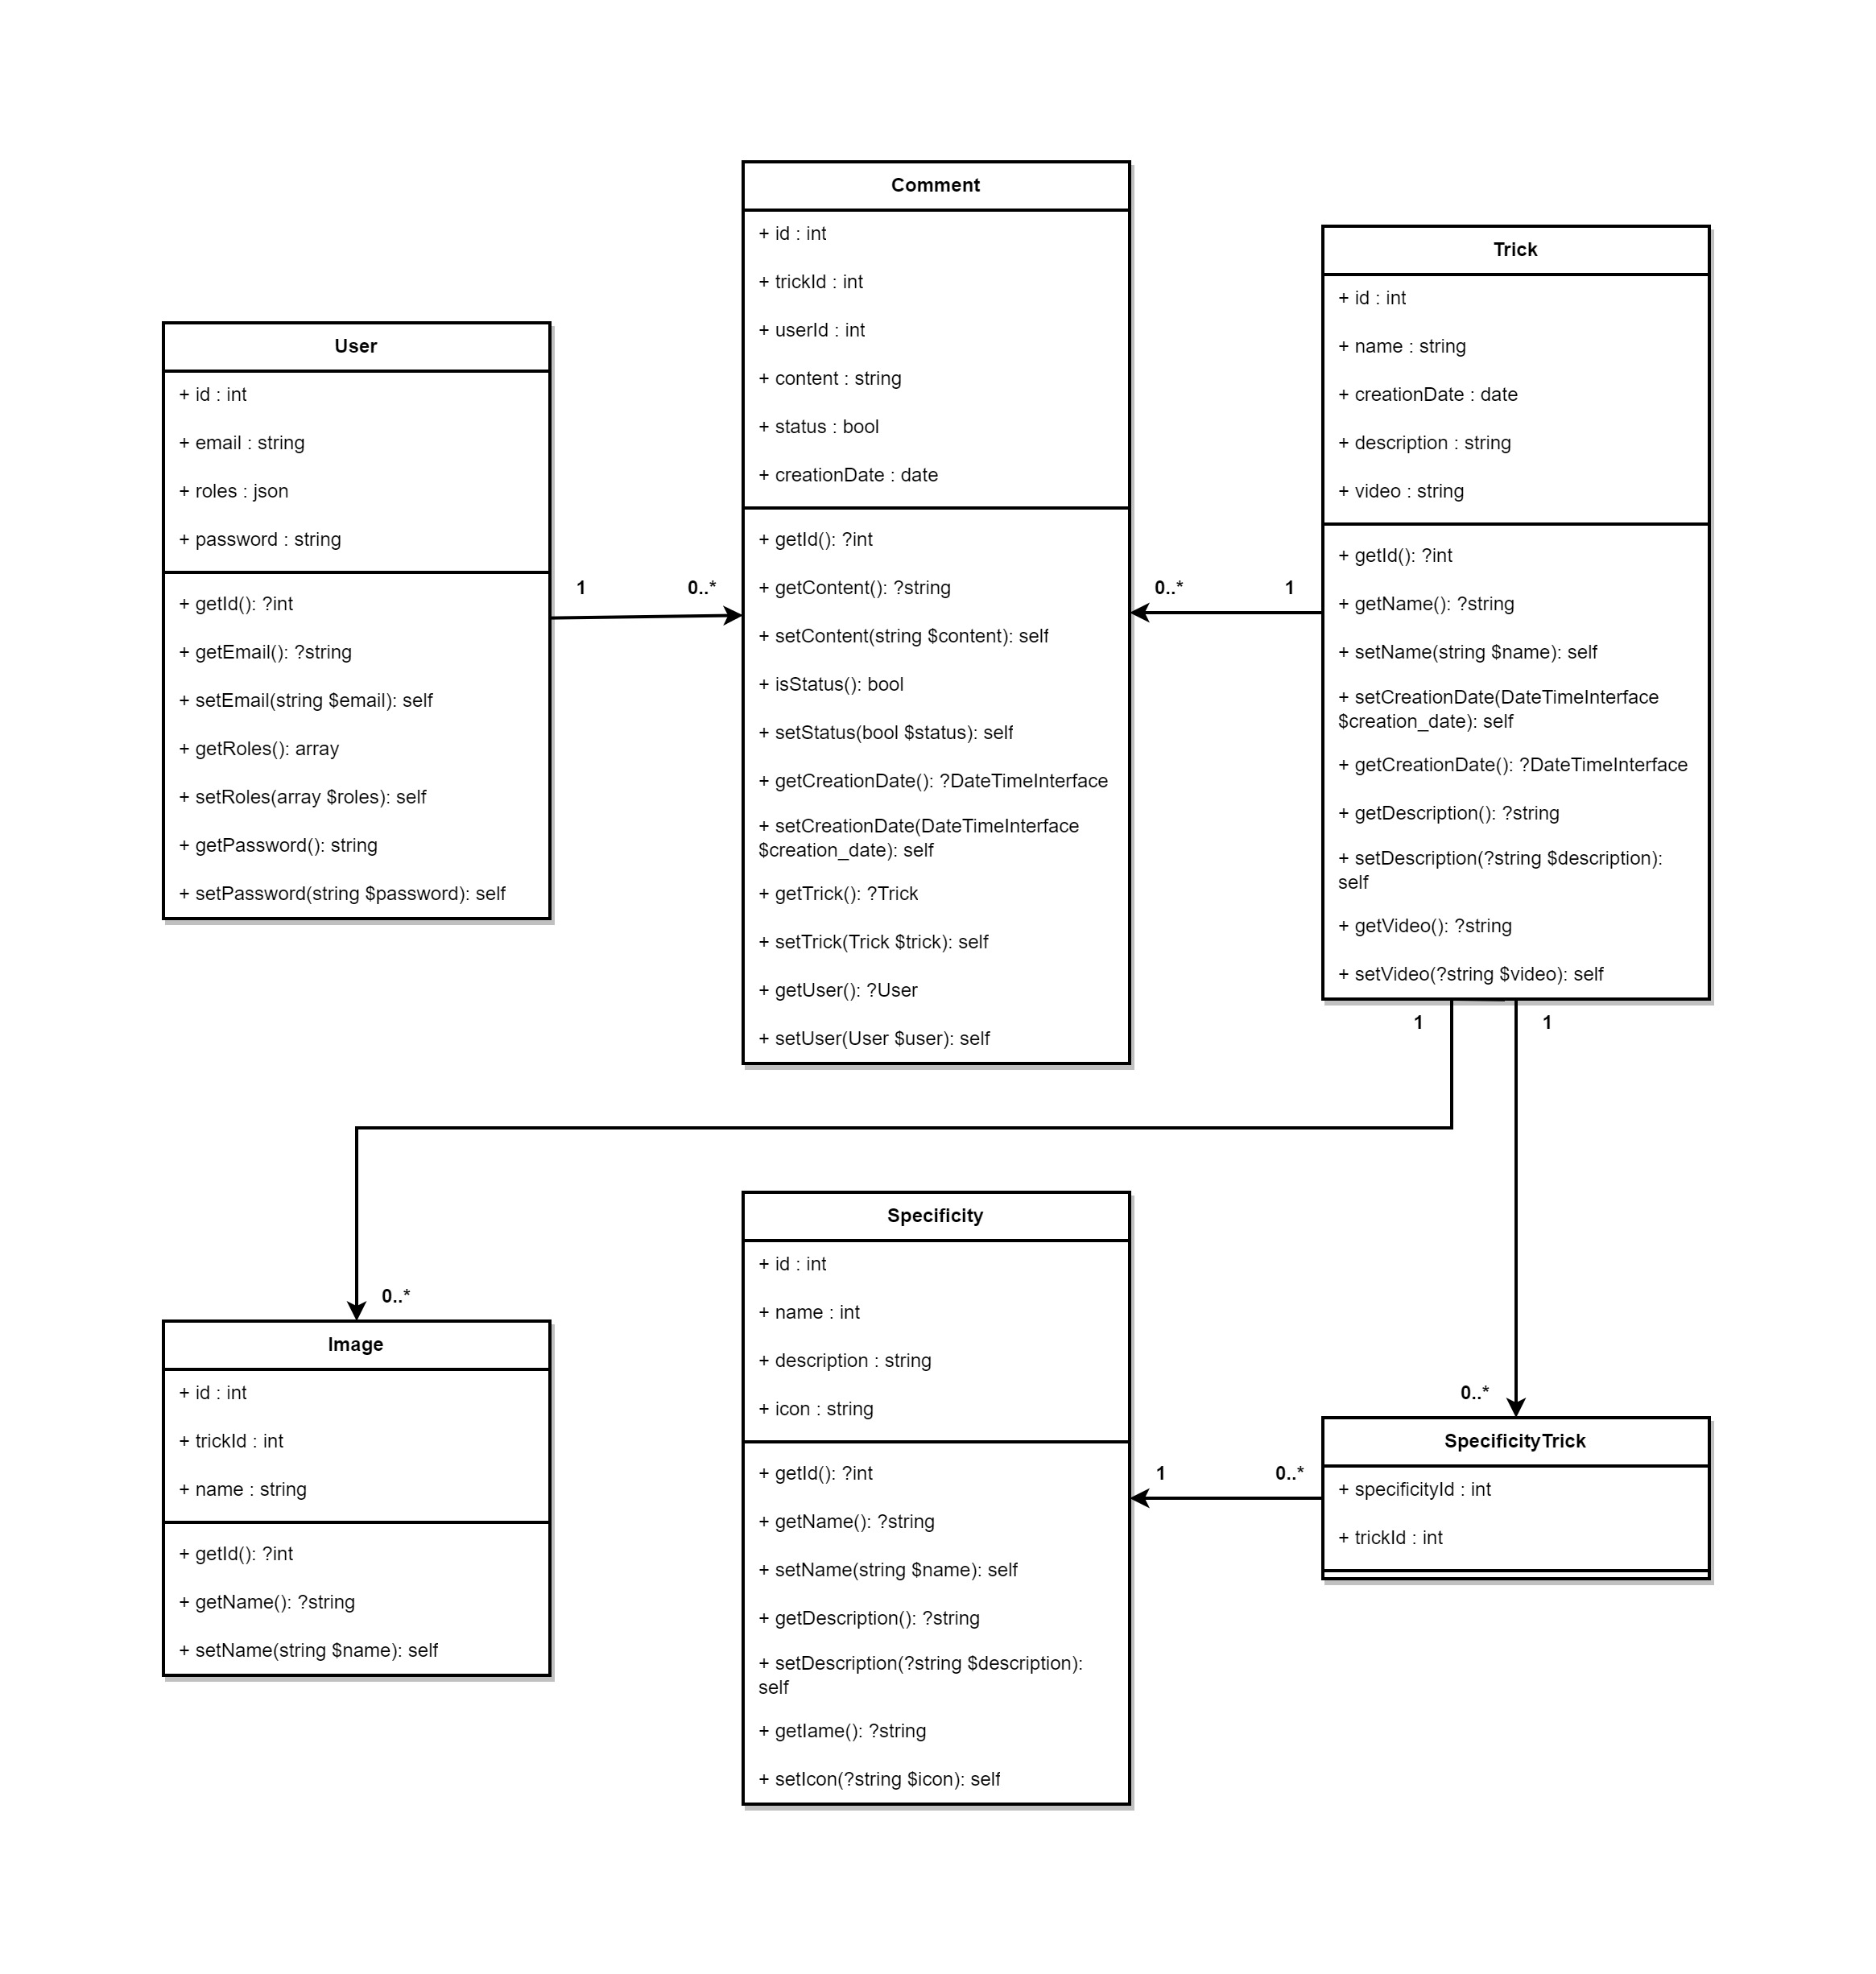 User
+ id : int
+ email : string
+ roles : json
+ password : string
+ getId(): ?int
+ getEmail(): ?string
+ setEmail(string $email): self
+ getRoles(): array
+ setRoles(array $roles): self
+ getPassword(): string
+ setPassword(string $password): self
1
0..*
Comment
+ id : int
+ trickId : int
+ userId : int
+ content : string
+ status : bool
+ creationDate : date
+ getId(): ?int
+ getContent(): ?string
+ setContent(string $content): self
+ isStatus(): bool
+ setStatus(bool $status): self
+ getCreationDate(): ?DateTimeInterface
+ setCreationDate(DateTimeInterface
$creation_date): self
+ getTrick(): ?Trick
+ setTrick(Trick $trick): self
+ getUser(): ?User
+ setUser(User $user): self
0..*
1
Trick
+ id : int
+ name : string
+ creationDate : date
+ description : string
+ video : string
+ getId(): ?int
+ getName(): ?string
+ setName(string $name): self
+ setCreationDate(DateTimeInterface
$creation_date): self
+ getCreationDate(): ?DateTimeInterface
+ getDescription(): ?string
+ setDescription(?string $description):
self
+ getVideo(): ?string
+ setVideo(?string $video): self
1
1
0..*
Image
+ id : int
+ trickId : int
+ name : string
+ getId(): ?int
+ getName(): ?string
+ setName(string $name): self
Specificity
+ id : int
+ name : int
+ description : string
+ icon : string
+ getId(): ?int
+ getName(): ?string
+ setName(string $name): self
+ getDescription(): ?string
+ setDescription(?string $description):
self
+ getIame(): ?string
+ setIcon(?string $icon): self
1
0..*
0..*
SpecificityTrick
+ specificityId : int
+ trickId : int